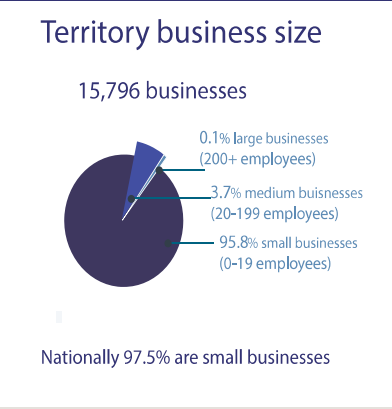 Territory business size
15,796 businesses
0.1% large businesses
(200+ employees)
3.7% medium buisnesses
(20-199 employees)
95.8% small businesses
(0-19 employees)
Nationally 97.5% are small businesses